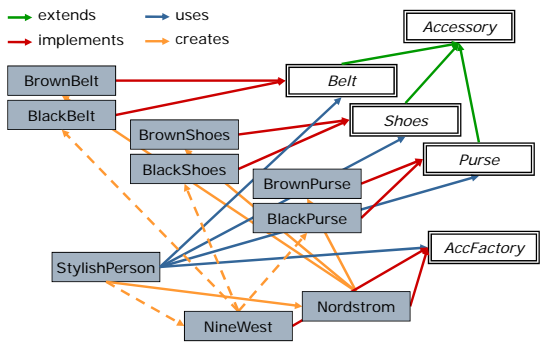 extends
uses
implements
creates
Accessory
BrownBelt
Belt
BlackBelt
BrownShoes
Shoes
BlackShoes
Purse
BrownPurse
BlackPurse
AccFactory
StylishPerson
Nordstrom
NineWest